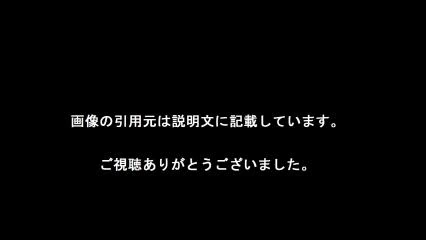 画像の引用元は説明文に記載しています。
ご視聴ありがとうございました。